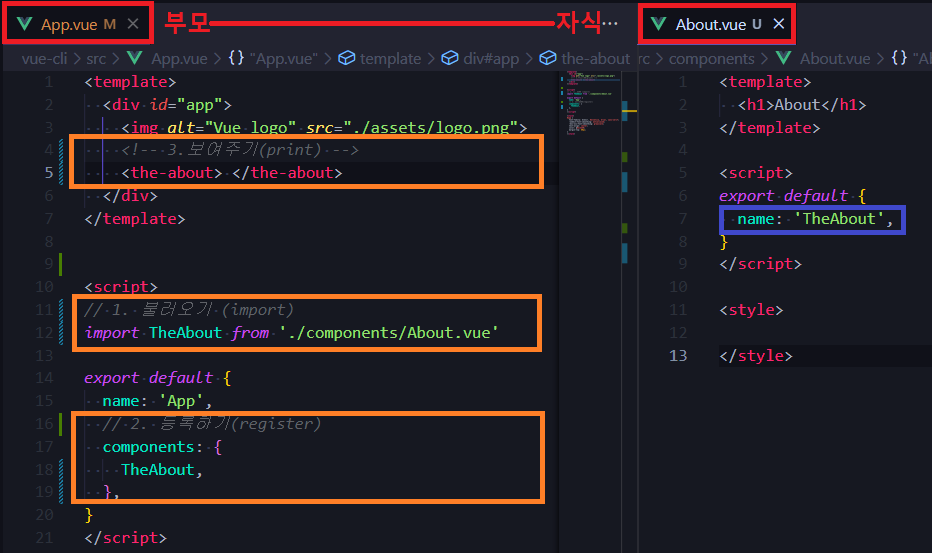 App.vue M ×
부모
자식
...
About.vue U ×
vue-cli > src > App.vue > {} "App.vue" > template > div#app > the-about
rc > components > About.vue > {} "Al
1 <template>
2 <div id="app">
3 <img alt="Vue logo" src="./assets/logo.png">
4 <!-- 3.보여주기(print) -->
5 <the-about> </the-about>
6 </div>
7 </template>
8
9
10 <script>
11 // 1. 불러오기 (import)
12 import TheAbout from './components/About.vue'
13
14 export default {
15 name: 'App',
16 // 2. 등록하기(register)
17 components: {
18 TheAbout,
19 },
20 }
21 </script>
1 <template>
2 <h1>About</h1>
3 </template>
4
5 <script>
6 export default {
7 name: 'TheAbout',
8 }
9 </script>
10
11 <style>
12
13 </style>